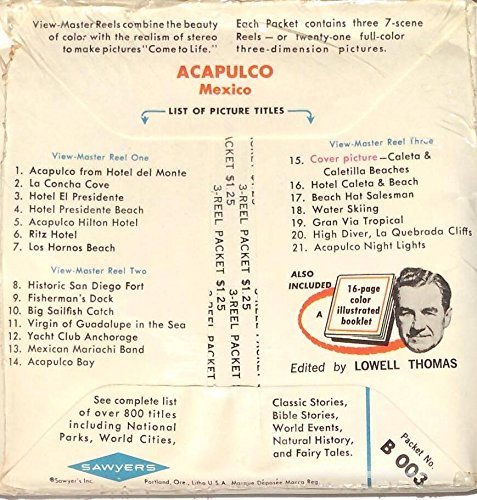 View-Master Reels combine the beauty
of color with the realism of stereo
to make pictures "Come to Life."
Each Packet contains three 7-scene
Reels — or twenty-one full-color
three-dimension pictures.
ACAPULCO
Mexico
LIST OF PICTURE TITLES
View-Master Reel One
1. Acapulco from Hotel del Monte
2. La Concha Cove
3. Hotel El Presidente
4. Hotel Presidente Beach
5. Acapulco Hilton Hotel
6. Ritz Hotel
7. Los Hornos Beach
View-Master Reel Two
8. Historic San Diego Fort
9. Fisherman's Dock
10. Big Sailfish Catch
11. Virgin of Guadalupe in the Sea
12. Yacht Club Anchorage
13. Mexican Mariachi Band
14. Acapulco Bay
ACKET $1.25
3-REEL PACKET $1.25
3-REEL PACKET
PACKET $1.25
3-REEL PACKET $1.25
3-REEL PACKET
View-Master Reel Three
15. Cover picture—Caleta &
Caletilla Beaches
16. Hotel Caleta & Beach
17. Beach Hat Salesman
18. Water Skiing
19. Gran Via Tropical
20. High Diver, La Quebrada Cliffs
21. Acapulco Night Lights
ALSO
INCLUDED
A
16-page
color
illustrated
booklet
Edited by LOWELL THOMAS
See complete list
of over 800 titles
including National
Parks, World Cities,
Classic Stories,
Bible Stories,
World Events,
Natural History,
and Fairy Tales.
Packet No.
B 003
SAWYERS
©Sawyer's Inc.
Portland, Ore., Litho U.S.A. Marque Déposée Marca Reg.